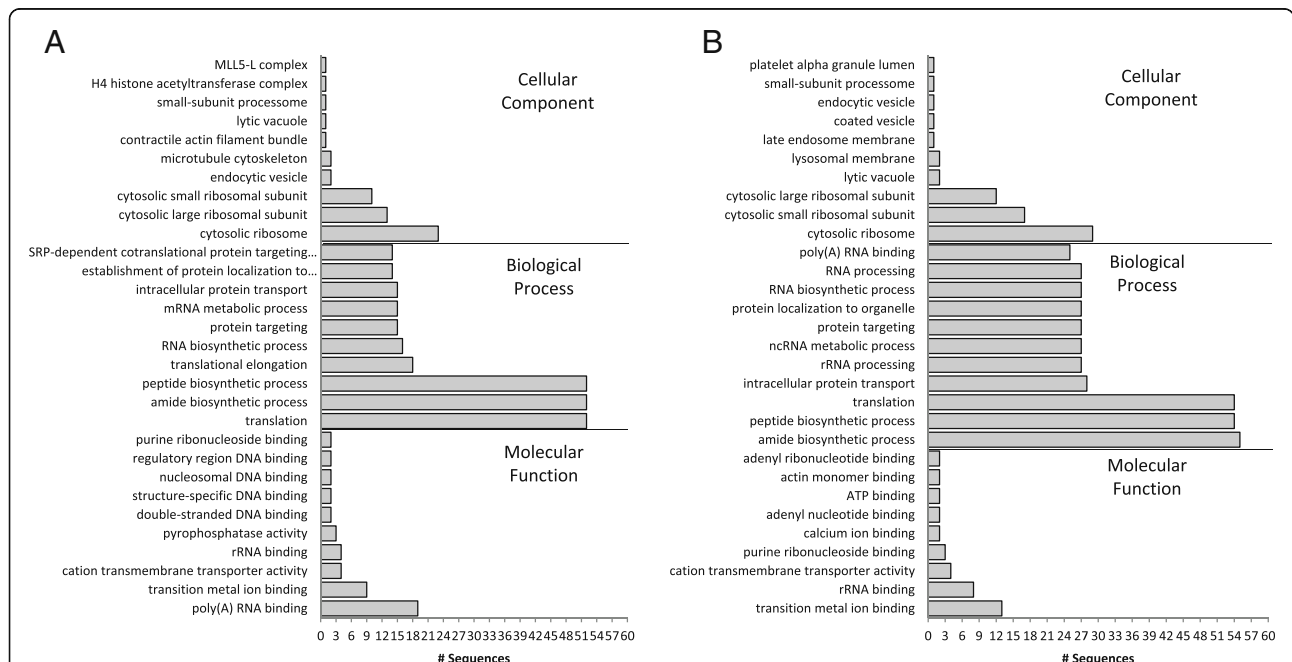 A
MLL5-L complex
H4 histone acetyltransferase complex
small-subunit processome
lytic vacuole
contractile actin filament bundle
microtubule cytoskeleton
endocytic vesicle
cytosolic small ribosomal subunit
cytosolic large ribosomal subunit
cytosolic ribosome
SRP-dependent cotranslational protein targeting...
establishment of protein localization to...
intracellular protein transport
mRNA metabolic process
protein targeting
RNA biosynthetic process
translational elongation
peptide biosynthetic process
amide biosynthetic process
translation
purine ribonucleoside binding
regulatory region DNA binding
nucleosomal DNA binding
structure-specific DNA binding
double-stranded DNA binding
pyrophosphatase activity
rRNA binding
cation transmembrane transporter activity
transition metal ion binding
poly(A) RNA binding
Cellular
Component
Biological
Process
Molecular
Function
0 3 6 9 12 15 18 21 24 27 30 33 36 39 42 45 48 51 54 57 60
# Sequences
B
platelet alpha granule lumen
small-subunit processome
endocytic vesicle
coated vesicle
late endosome membrane
lysosomal membrane
lytic vacuole
cytosolic large ribosomal subunit
cytosolic small ribosomal subunit
cytosolic ribosome
poly(A) RNA binding
RNA processing
RNA biosynthetic process
protein localization to organelle
protein targeting
ncRNA metabolic process
rRNA processing
intracellular protein transport
translation
peptide biosynthetic process
amide biosynthetic process
adenyl ribonucleotide binding
actin monomer binding
ATP binding
adenyl nucleotide binding
calcium ion binding
purine ribonucleoside binding
cation transmembrane transporter activity
rRNA binding
transition metal ion binding
Cellular
Component
Biological
Process
Molecular
Function
0 3 6 9 12 15 18 21 24 27 30 33 36 39 42 45 48 51 54 57 60
# Sequences